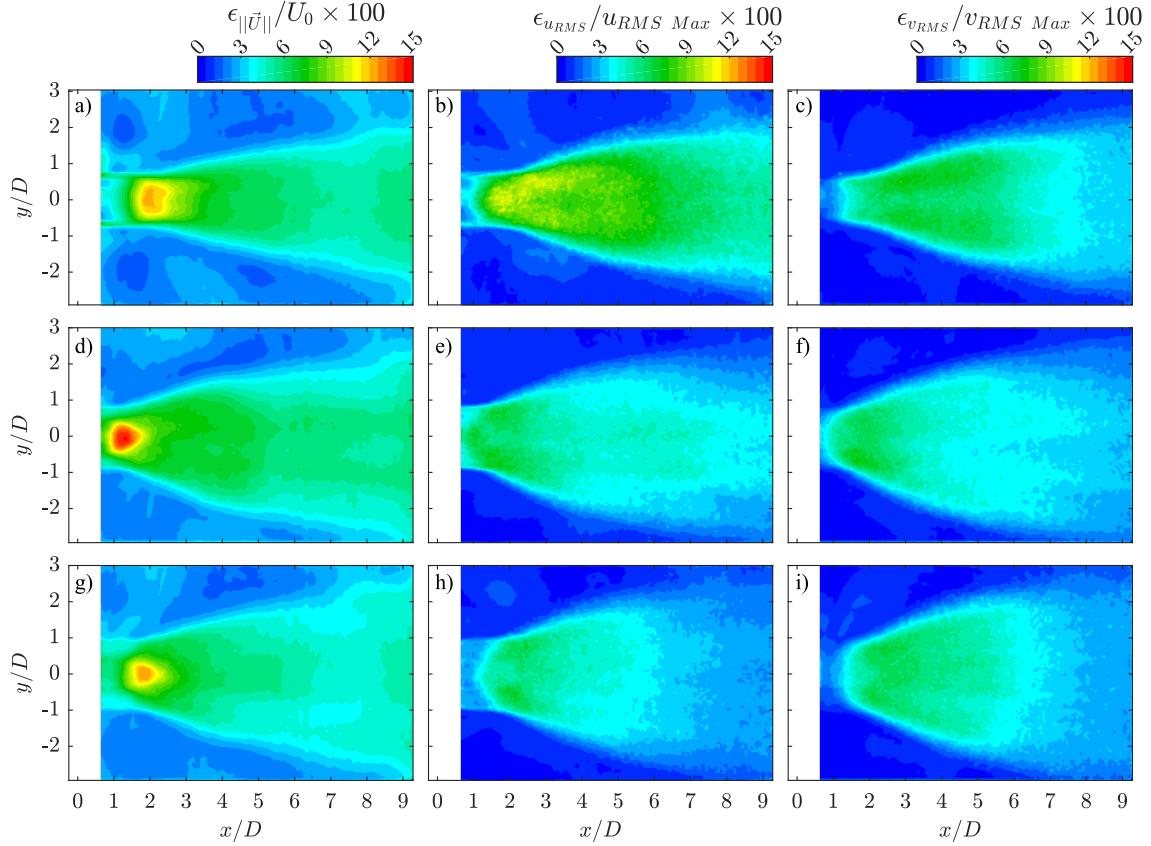 ϵ_{||\vec{U}||}/U_0 × 100 ϵ_{u_{RMS}}/u_{RMS Max} × 100 ϵ_{v_{RMS}}/v_{RMS Max} × 100
0 3 6 9 12 15 0 3 6 9 12 15 0 3 6 9 12 15
a) b) c)
3
2
1
0
-1
-2
y/D
d) e) f)
3
2
1
0
-1
-2
y/D
g) h) i)
3
2
1
0
-1
-2
y/D
0 1 2 3 4 5 6 7 8 9 0 1 2 3 4 5 6 7 8 9 0 1 2 3 4 5 6 7 8 9
x/D x/D x/D